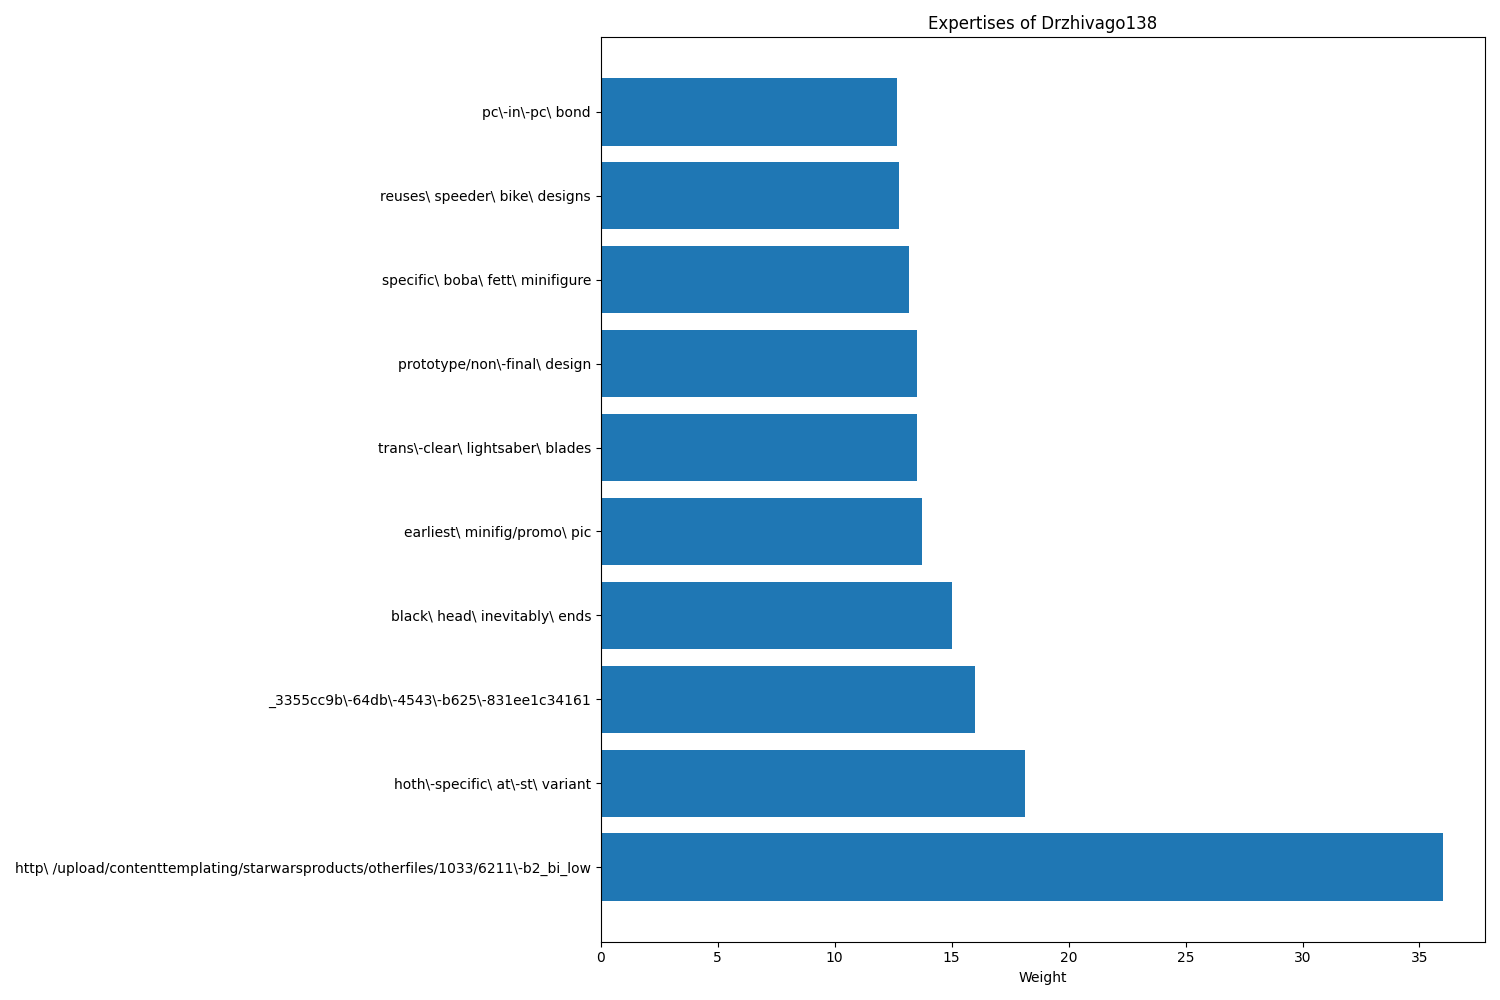 Expertises of Drzhivago138
pc\-in\-pc\ bond
reuses\ speeder\ bike\ designs
specific\ boba\ fett\ minifigure
prototype/non\-final\ design
trans\-clear\ lightsaber\ blades
earliest\ minifig/promo\ pic
black\ head\ inevitably\ ends
_3355cc9b\-64db\-4543\-b625\-831ee1c34161
hoth\-specific\ at\-st\ variant
http\ /upload/contenttemplating/starwarsproducts/otherfiles/1033/6211\-b2_bi_low
0 5 10 15 20 25 30 35
Weight